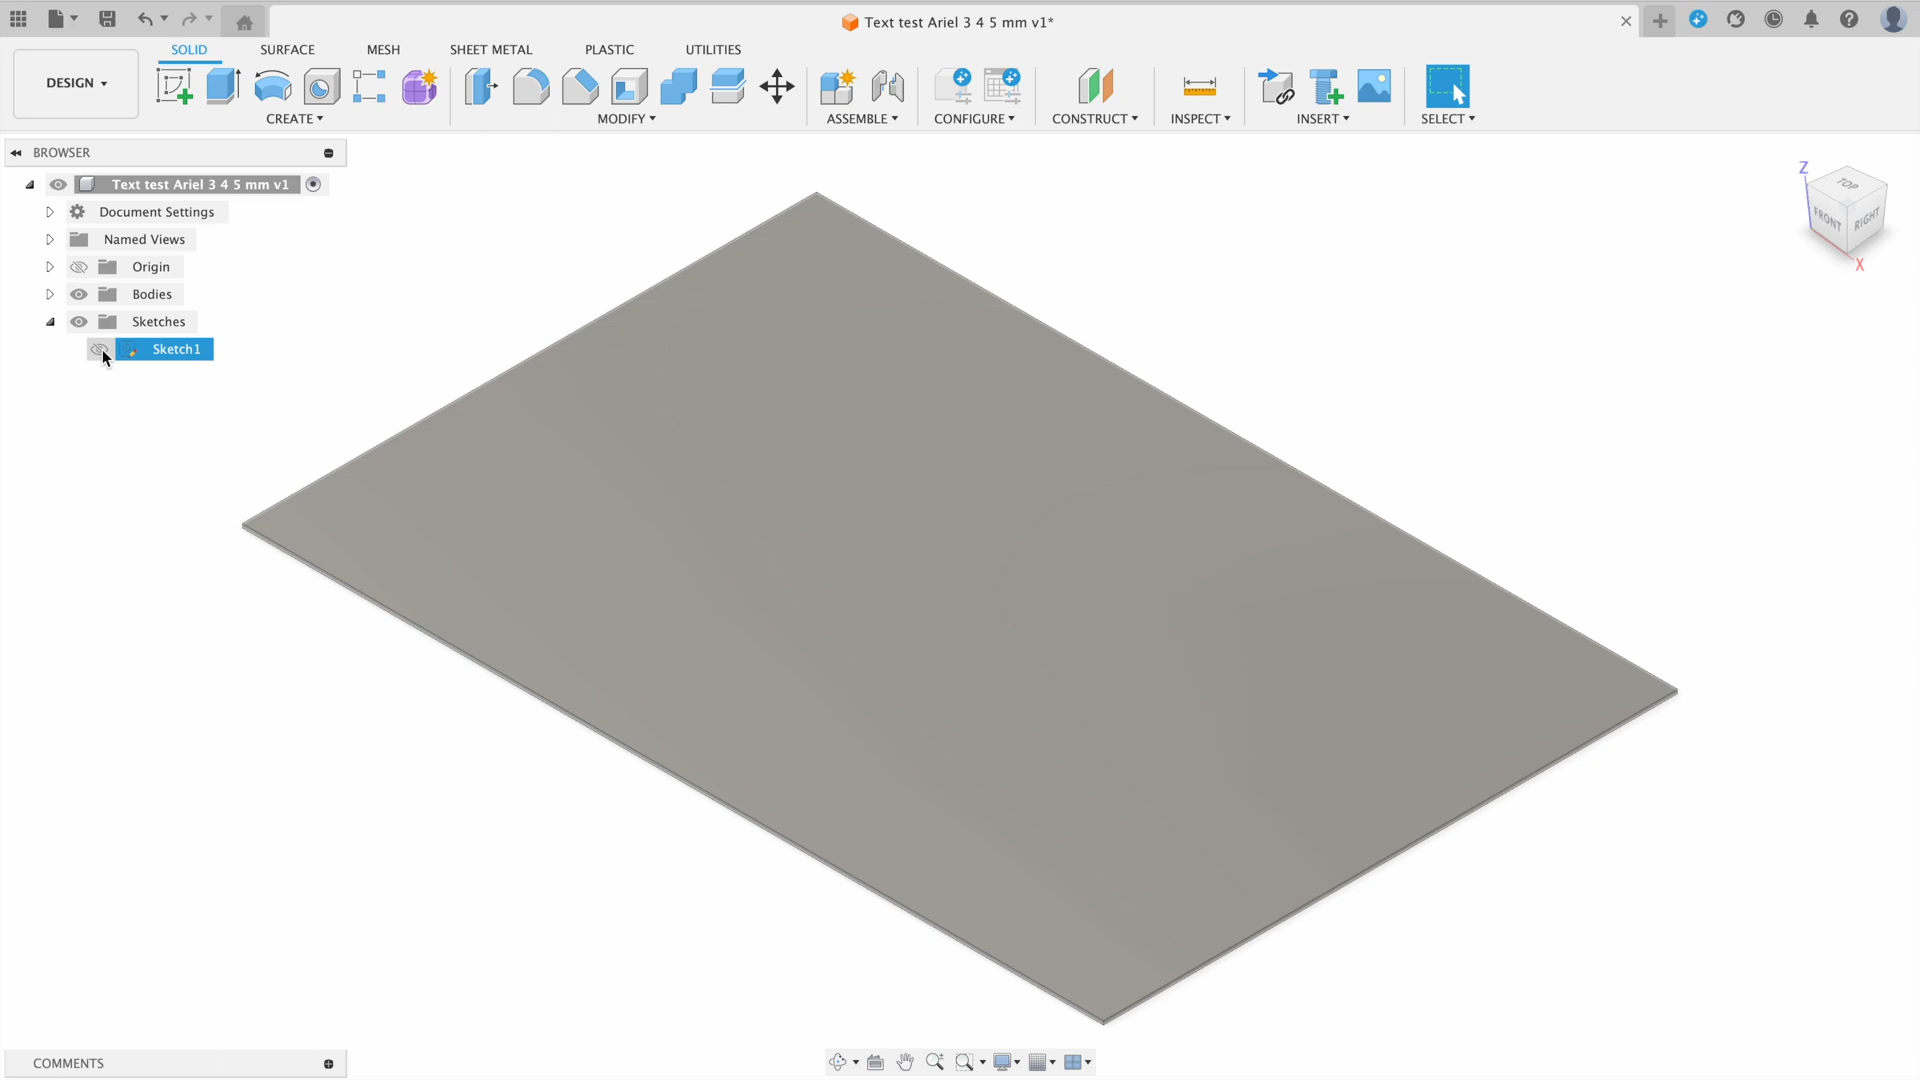 Text test Ariel 3 4 5 mm v1*
SOLID SURFACE MESH SHEET METAL PLASTIC UTILITIES
DESIGN
CREATE MODIFY ASSEMBLE CONFIGURE CONSTRUCT INSPECT INSERT SELECT
BROWSER
Text test Ariel 3 4 5 mm v1
Document Settings
Named Views
Origin
Bodies
Sketches
Sketch1
Z
TOP
FRONT
RIGHT
X
COMMENTS